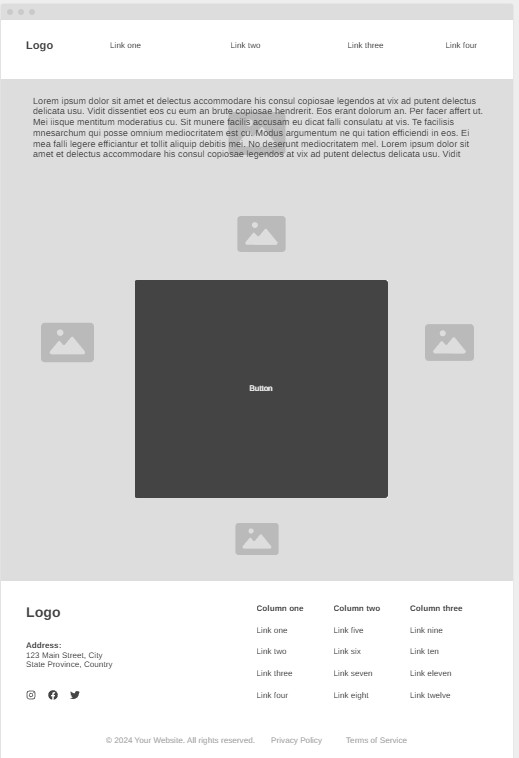 Logo
Link one
Link two
Link three
Link four
Lorem ipsum dolor sit amet et delectus accommodare his consul copiosae legendos at vix ad putent delectus
delicata usu. Vidit dissentiet eos cu eum an brute copiosae hendrerit. Eos erant dolorum an. Per facer affert ut.
Mei iisque mentitum moderatius cu. Sit munere facilis accusam eu dicat falli consulatu at vis. Te facilisis
mnesarchum qui posse omnium mediocritatem est cu. Modus argumentum ne qui tation efficiendi in eos. Ei
mea falli legere efficiantur et tollit aliquip debitis mei. No deserunt mediocritatem mel. Lorem ipsum dolor sit
amet et delectus accommodare his consul copiosae legendos at vix ad putent delectus delicata usu. Vidit
Button
Logo
Address:
123 Main Street, City
State Province, Country
Column one
Link one
Link two
Link three
Link four
Column two
Link five
Link six
Link seven
Link eight
Column three
Link nine
Link ten
Link eleven
Link twelve
© 2024 Your Website. All rights reserved.
Privacy Policy
Terms of Service